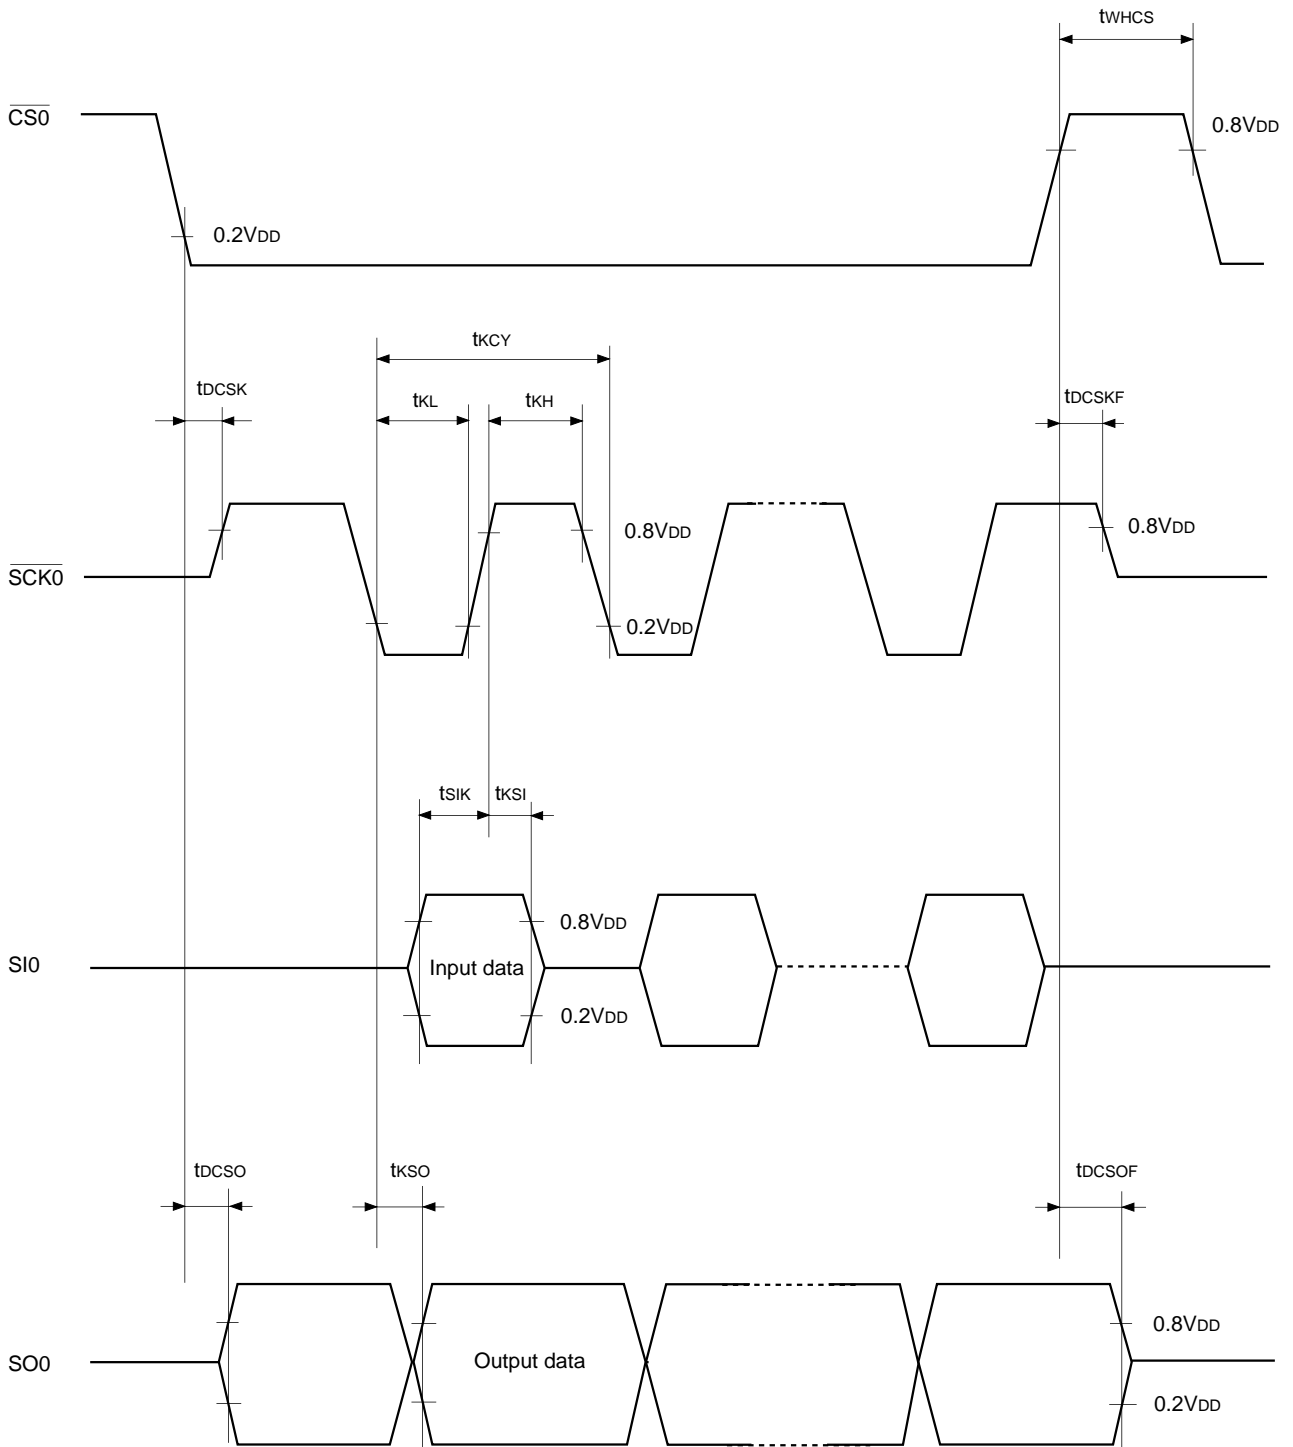 tWHCS
CS0
0.8VDD
0.2VDD
tKCY
tDCSK
tKL
tKH
tDCSKF
0.8VDD
0.8VDD
SCK0
0.2VDD
tSIK
tKSI
0.8VDD
SI0
Input data
0.2VDD
tDCSO
tKSO
tDCSOF
0.8VDD
SO0
Output data
0.2VDD